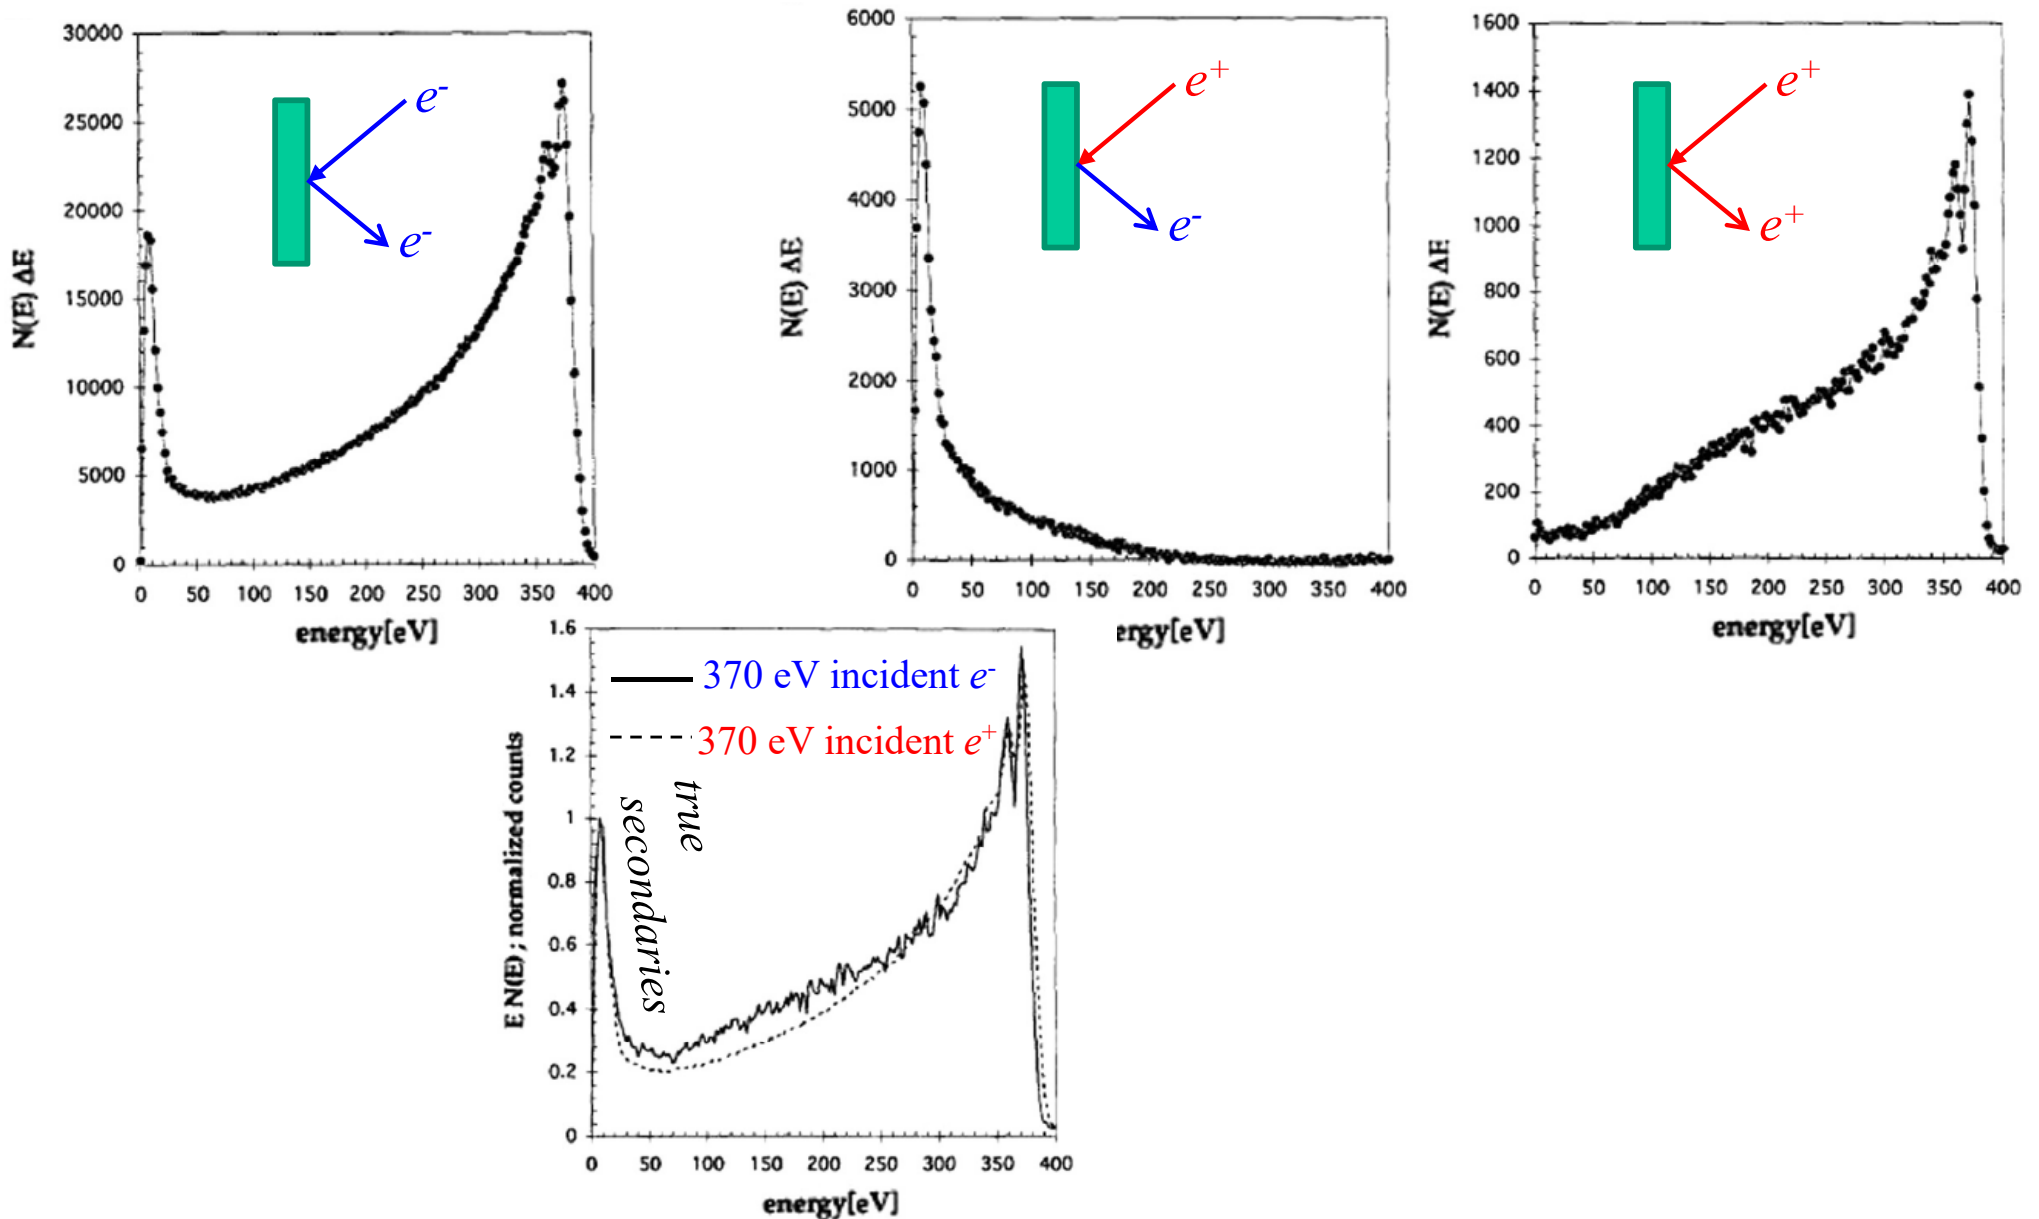 30000
25000
20000
15000
10000
5000
0
N(E) ΔE
e-
e-
0 50 100 150 200 250 300 350 400
energy[eV]
6000
5000
4000
3000
2000
1000
0
N(E) ΔE
e+
e-
0 50 100 150 200 250 300 350 400
ergy[eV]
1600
1400
1200
1000
800
600
400
200
0
N(E) ΔE
e+
e+
0 50 100 150 200 250 300 350 400
energy[eV]
1.6
1.4
1.2
1
0.8
0.6
0.4
0.2
0
E N(E) ; normalized counts
370 eV incident e-
370 eV incident e+
true
secondaries
0 50 100 150 200 250 300 350 400
energy[eV]